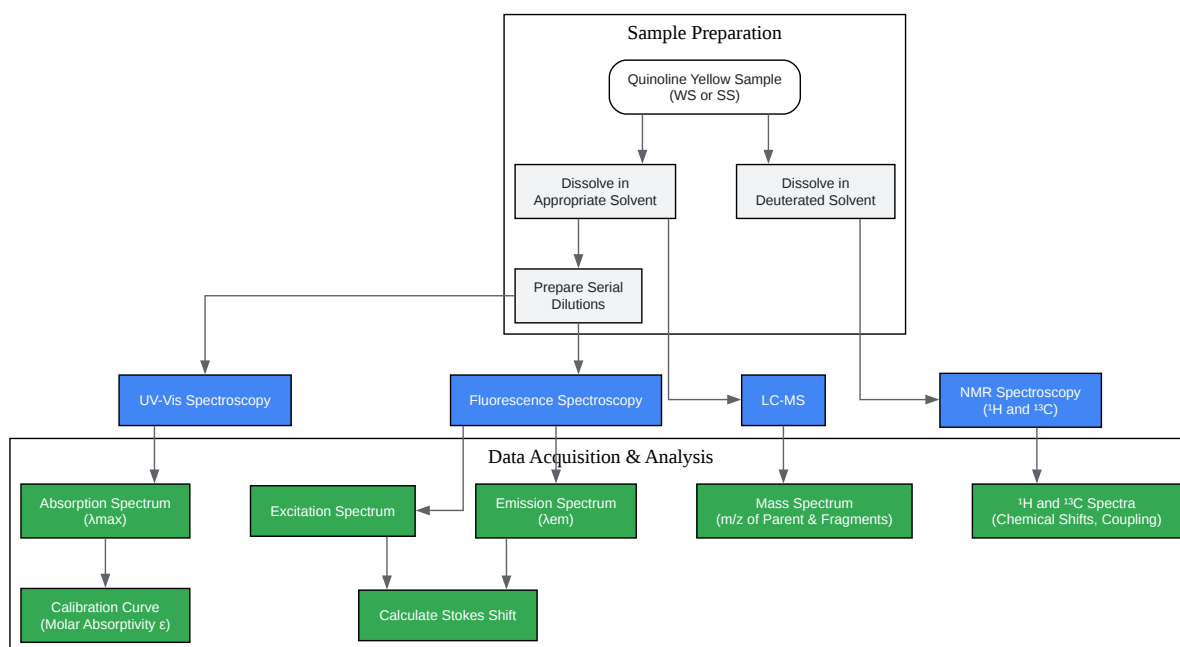 Sample Preparation
Quinoline Yellow Sample
(WS or SS)
Dissolve in
Appropriate Solvent
Dissolve in
Deuterated Solvent
Prepare Serial
Dilutions
UV-Vis Spectroscopy
Fluorescence Spectroscopy
LC-MS
NMR Spectroscopy
(¹H and ¹³C)
Data Acquisition & Analysis
Absorption Spectrum
(λmax)
Excitation Spectrum
Emission Spectrum
(λem)
Mass Spectrum
(m/z of Parent & Fragments)
¹H and ¹³C Spectra
(Chemical Shifts, Coupling)
Calibration Curve
(Molar Absorptivity ε)
Calculate Stokes Shift